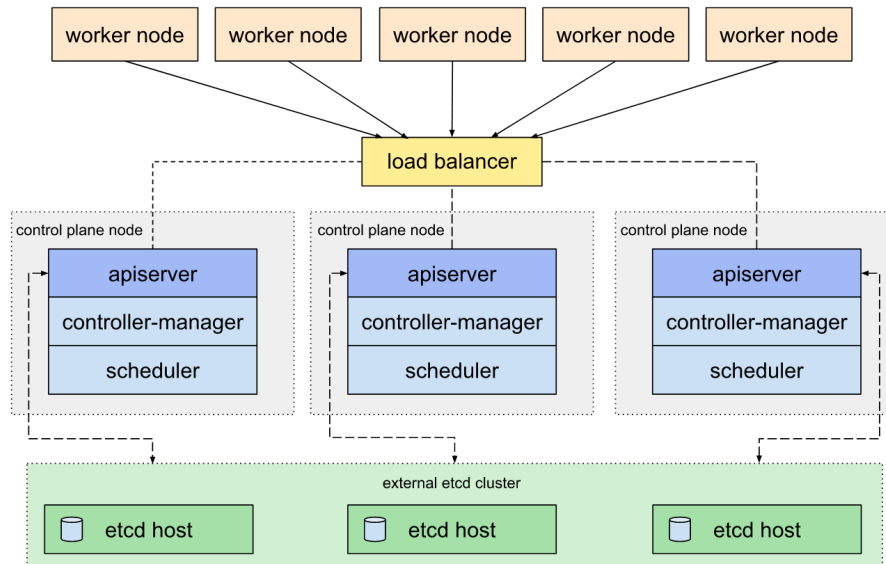 worker node
worker node
worker node
worker node
worker node
load balancer
control plane node
control plane node
control plane node
apiserver
apiserver
apiserver
controller-manager
controller-manager
controller-manager
scheduler
scheduler
scheduler
external etcd cluster
etcd host
etcd host
etcd host